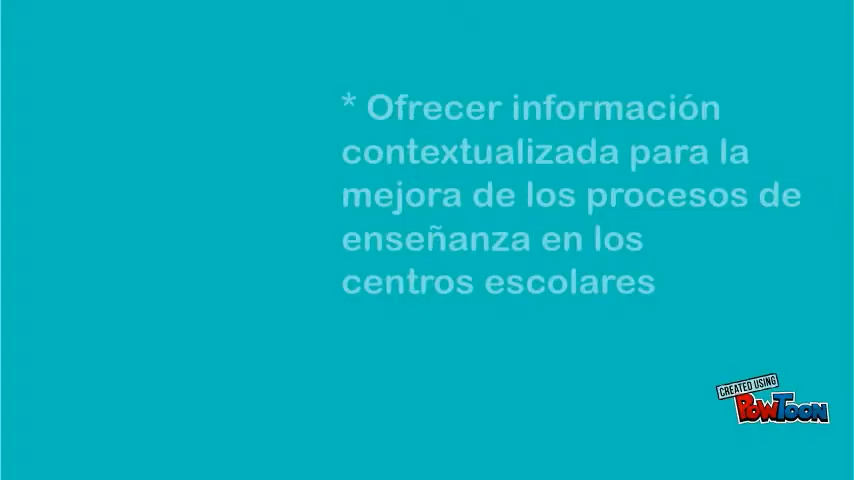 * Ofrecer información
contextualizada para la
mejora de los procesos de
enseñanza en los
centros escolares
CREATED USING
POWTOON